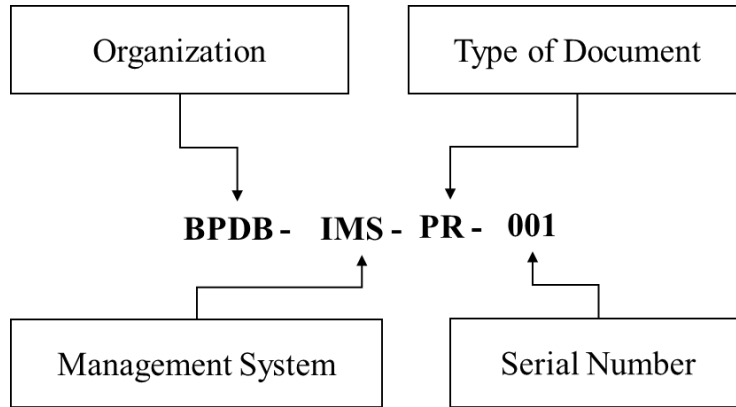 Organization
Type of Document
BPDB - IMS - PR - 001
Management System
Serial Number